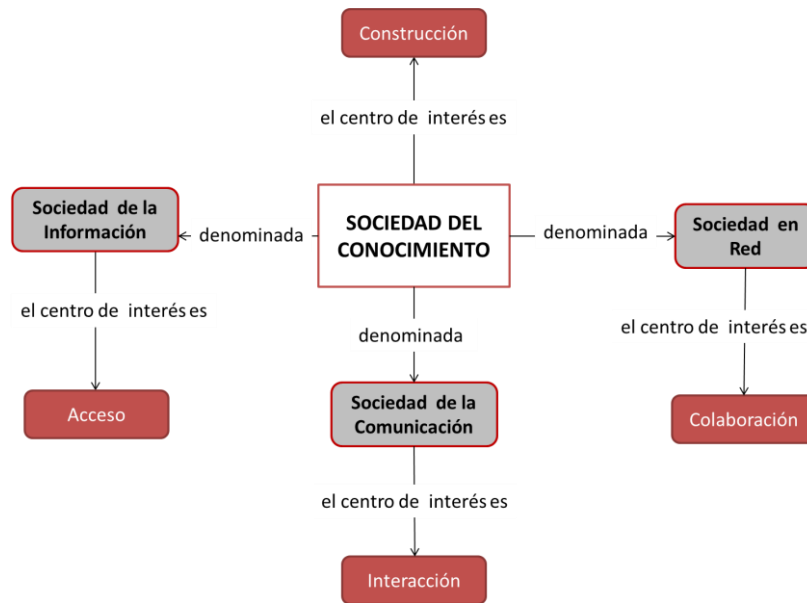 Construcción
el centro de interés es
Sociedad de la
Información
denominada
SOCIEDAD DEL
CONOCIMIENTO
denominada
Sociedad en
Red
el centro de interés es
denominada
el centro de interés es
Acceso
Sociedad de la
Comunicación
Colaboración
el centro de interés es
Interacción